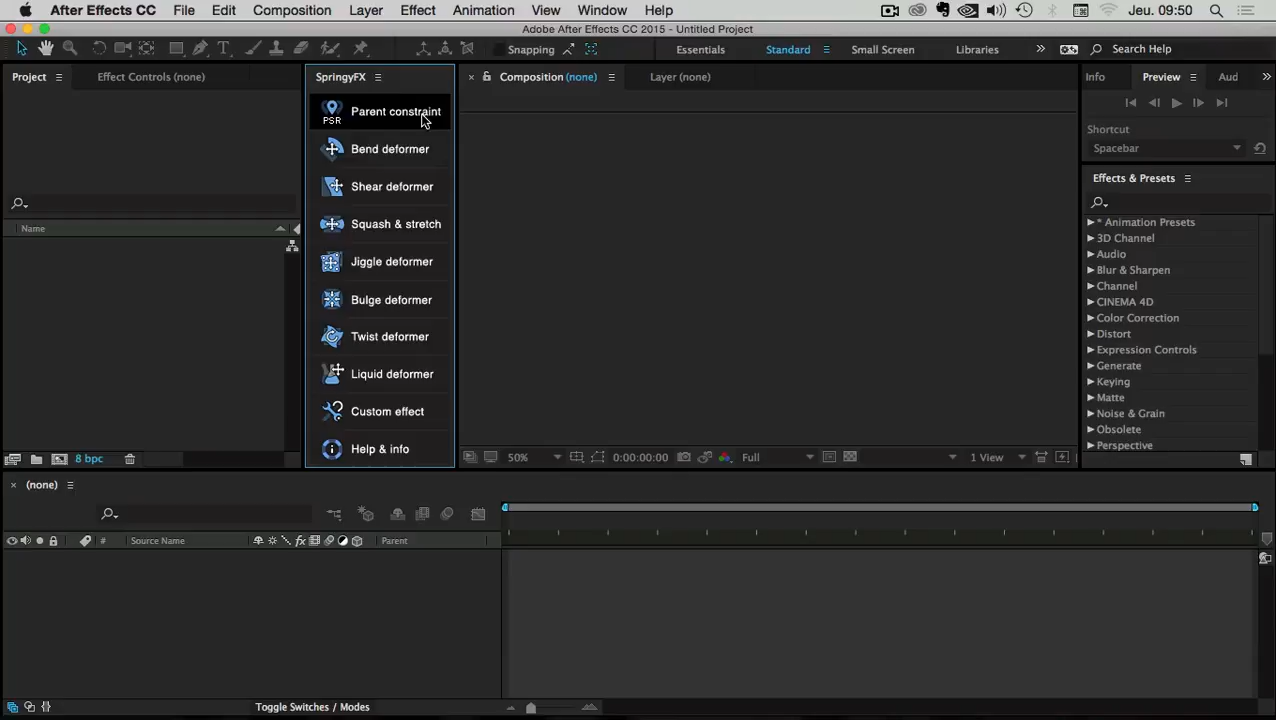 After Effects CC File Edit Composition Layer Effect Animation View Window Help Jeu. 09:50
Adobe After Effects CC 2015 - Untitled Project
T Snapping Essentials Standard Small Screen Libraries » Search Help
Project Effect Controls (none) SpringyFX × Composition (none) Layer (none) Info Preview Aud »
Parent constraint
PSR
Bend deformer
Shear deformer
Squash & stretch
Jiggle deformer
Bulge deformer
Twist deformer
Liquid deformer
Custom effect
Help & info
Shortcut
Spacebar
Effects & Presets
* Animation Presets
3D Channel
Audio
Blur & Sharpen
Channel
CINEMA 4D
Color Correction
Distort
Expression Controls
Generate
Keying
Matte
Noise & Grain
Obsolete
Perspective
Name
8 bpc
50% 0:00:00:00 Full 1 View
× (none)
# Source Name fx Parent
Toggle Switches / Modes